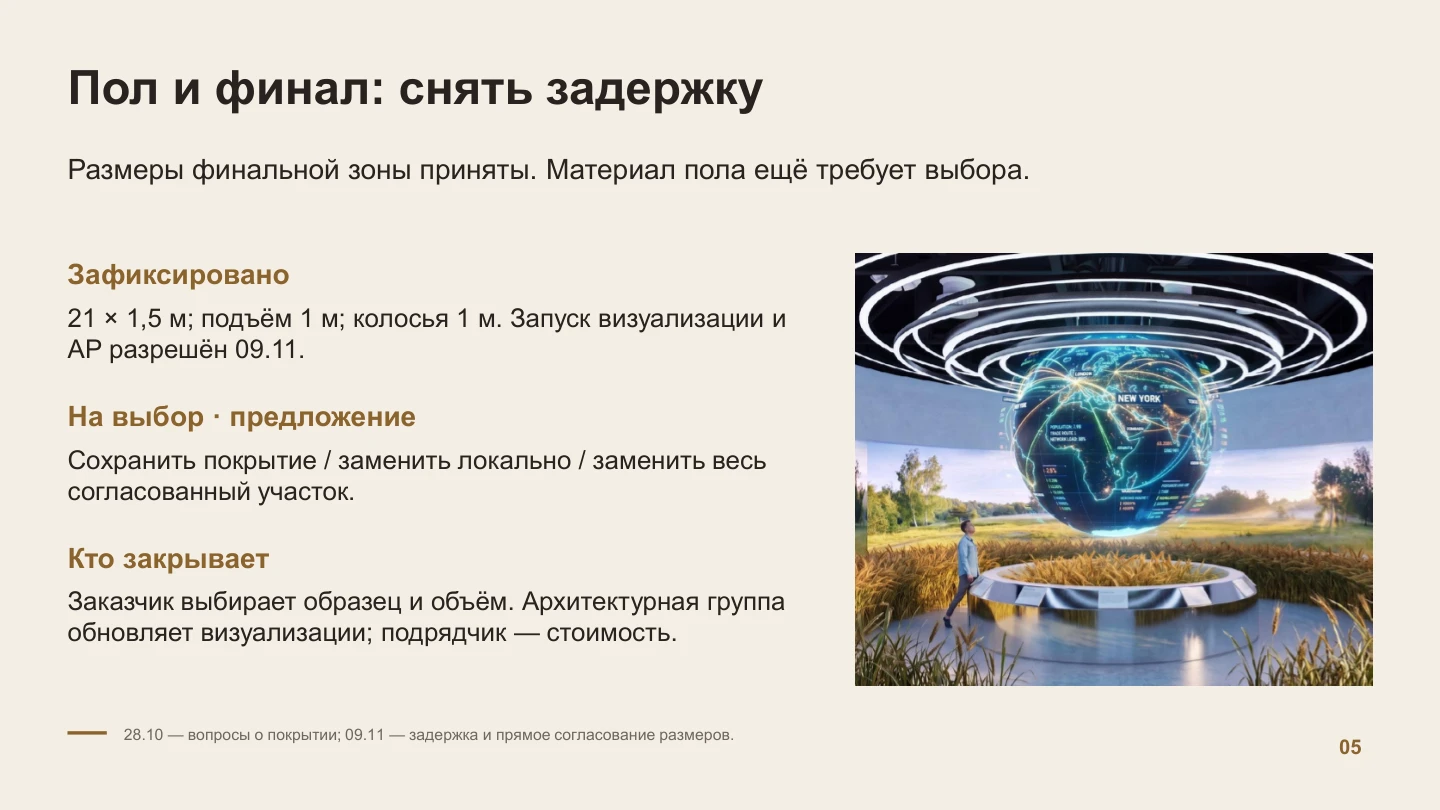 Пол и финал: снять задержку
Размеры финальной зоны приняты. Материал пола ещё требует выбора.
Зафиксировано
21 × 1,5 м; подъём 1 м; колосья 1 м. Запуск визуализации и
АР разрешён 09.11.
На выбор · предложение
Сохранить покрытие / заменить локально / заменить весь
согласованный участок.
Кто закрывает
Заказчик выбирает образец и объём. Архитектурная группа
обновляет визуализации; подрядчик — стоимость.
LONDON
NEW YORK
28.10 — вопросы о покрытии; 09.11 — задержка и прямое согласование размеров.
05